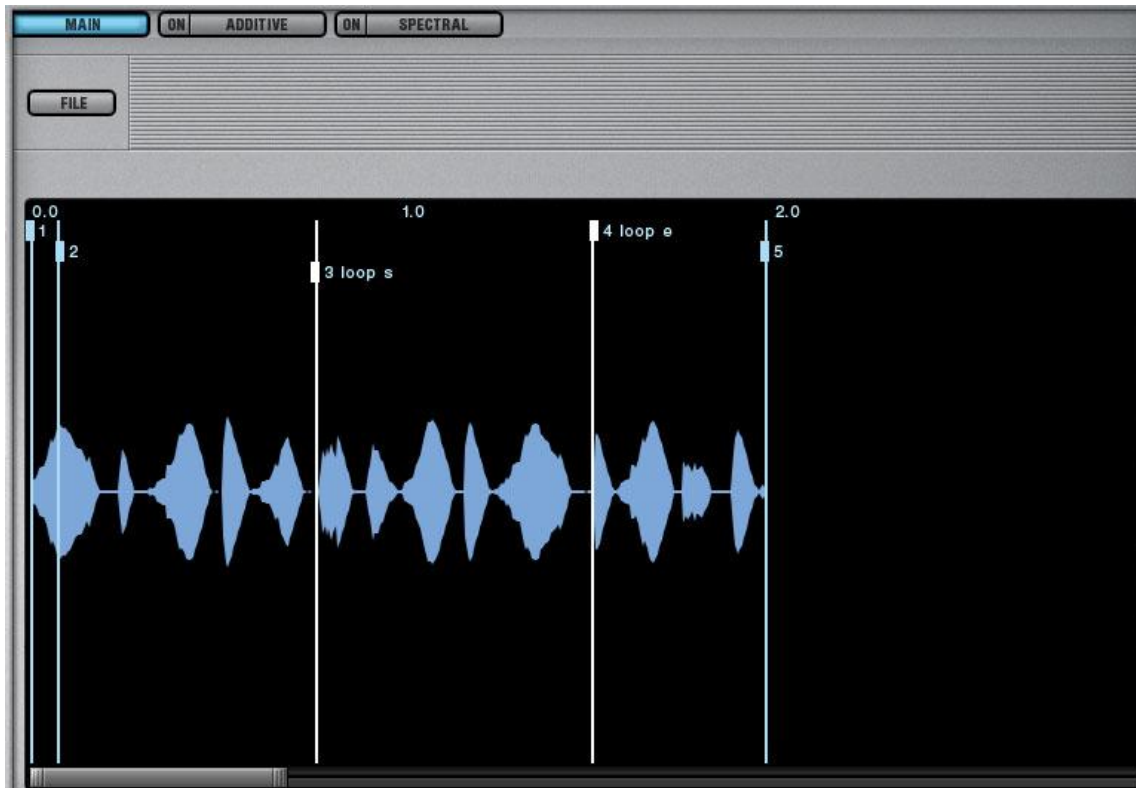 MAIN ON ADDITIVE ON SPECTRAL
FILE
0.0 1.0 2.0
1 4 loop e
2 5
3 loop s